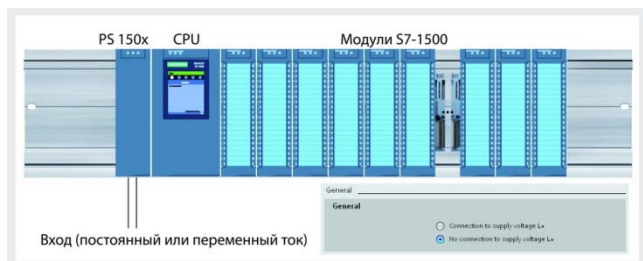 PS 150x CPU Модули S7-1500
SIEMENS
General
General
Connection to supply voltage L+
No connection to supply voltage L+
Вход (постоянный или переменный ток)